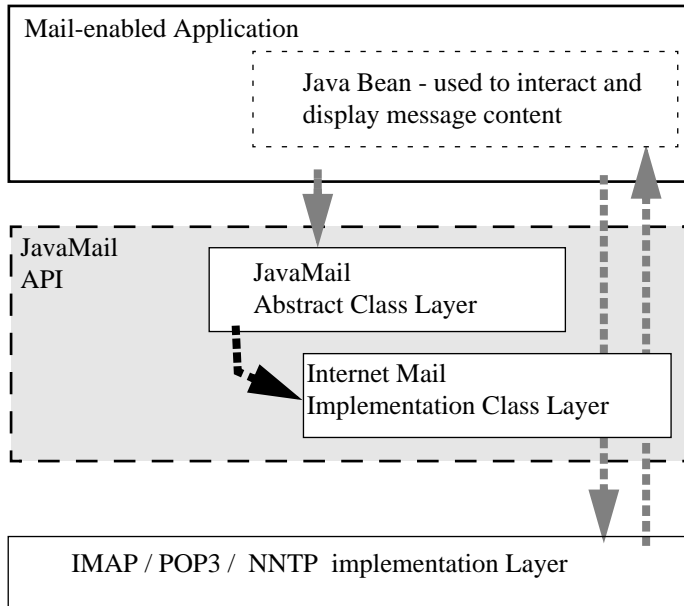 Mail-enabled Application
Java Bean - used to interact and
display message content
JavaMail
API
JavaMail
Abstract Class Layer
Internet Mail
Implementation Class Layer
IMAP / POP3 / NNTP implementation Layer